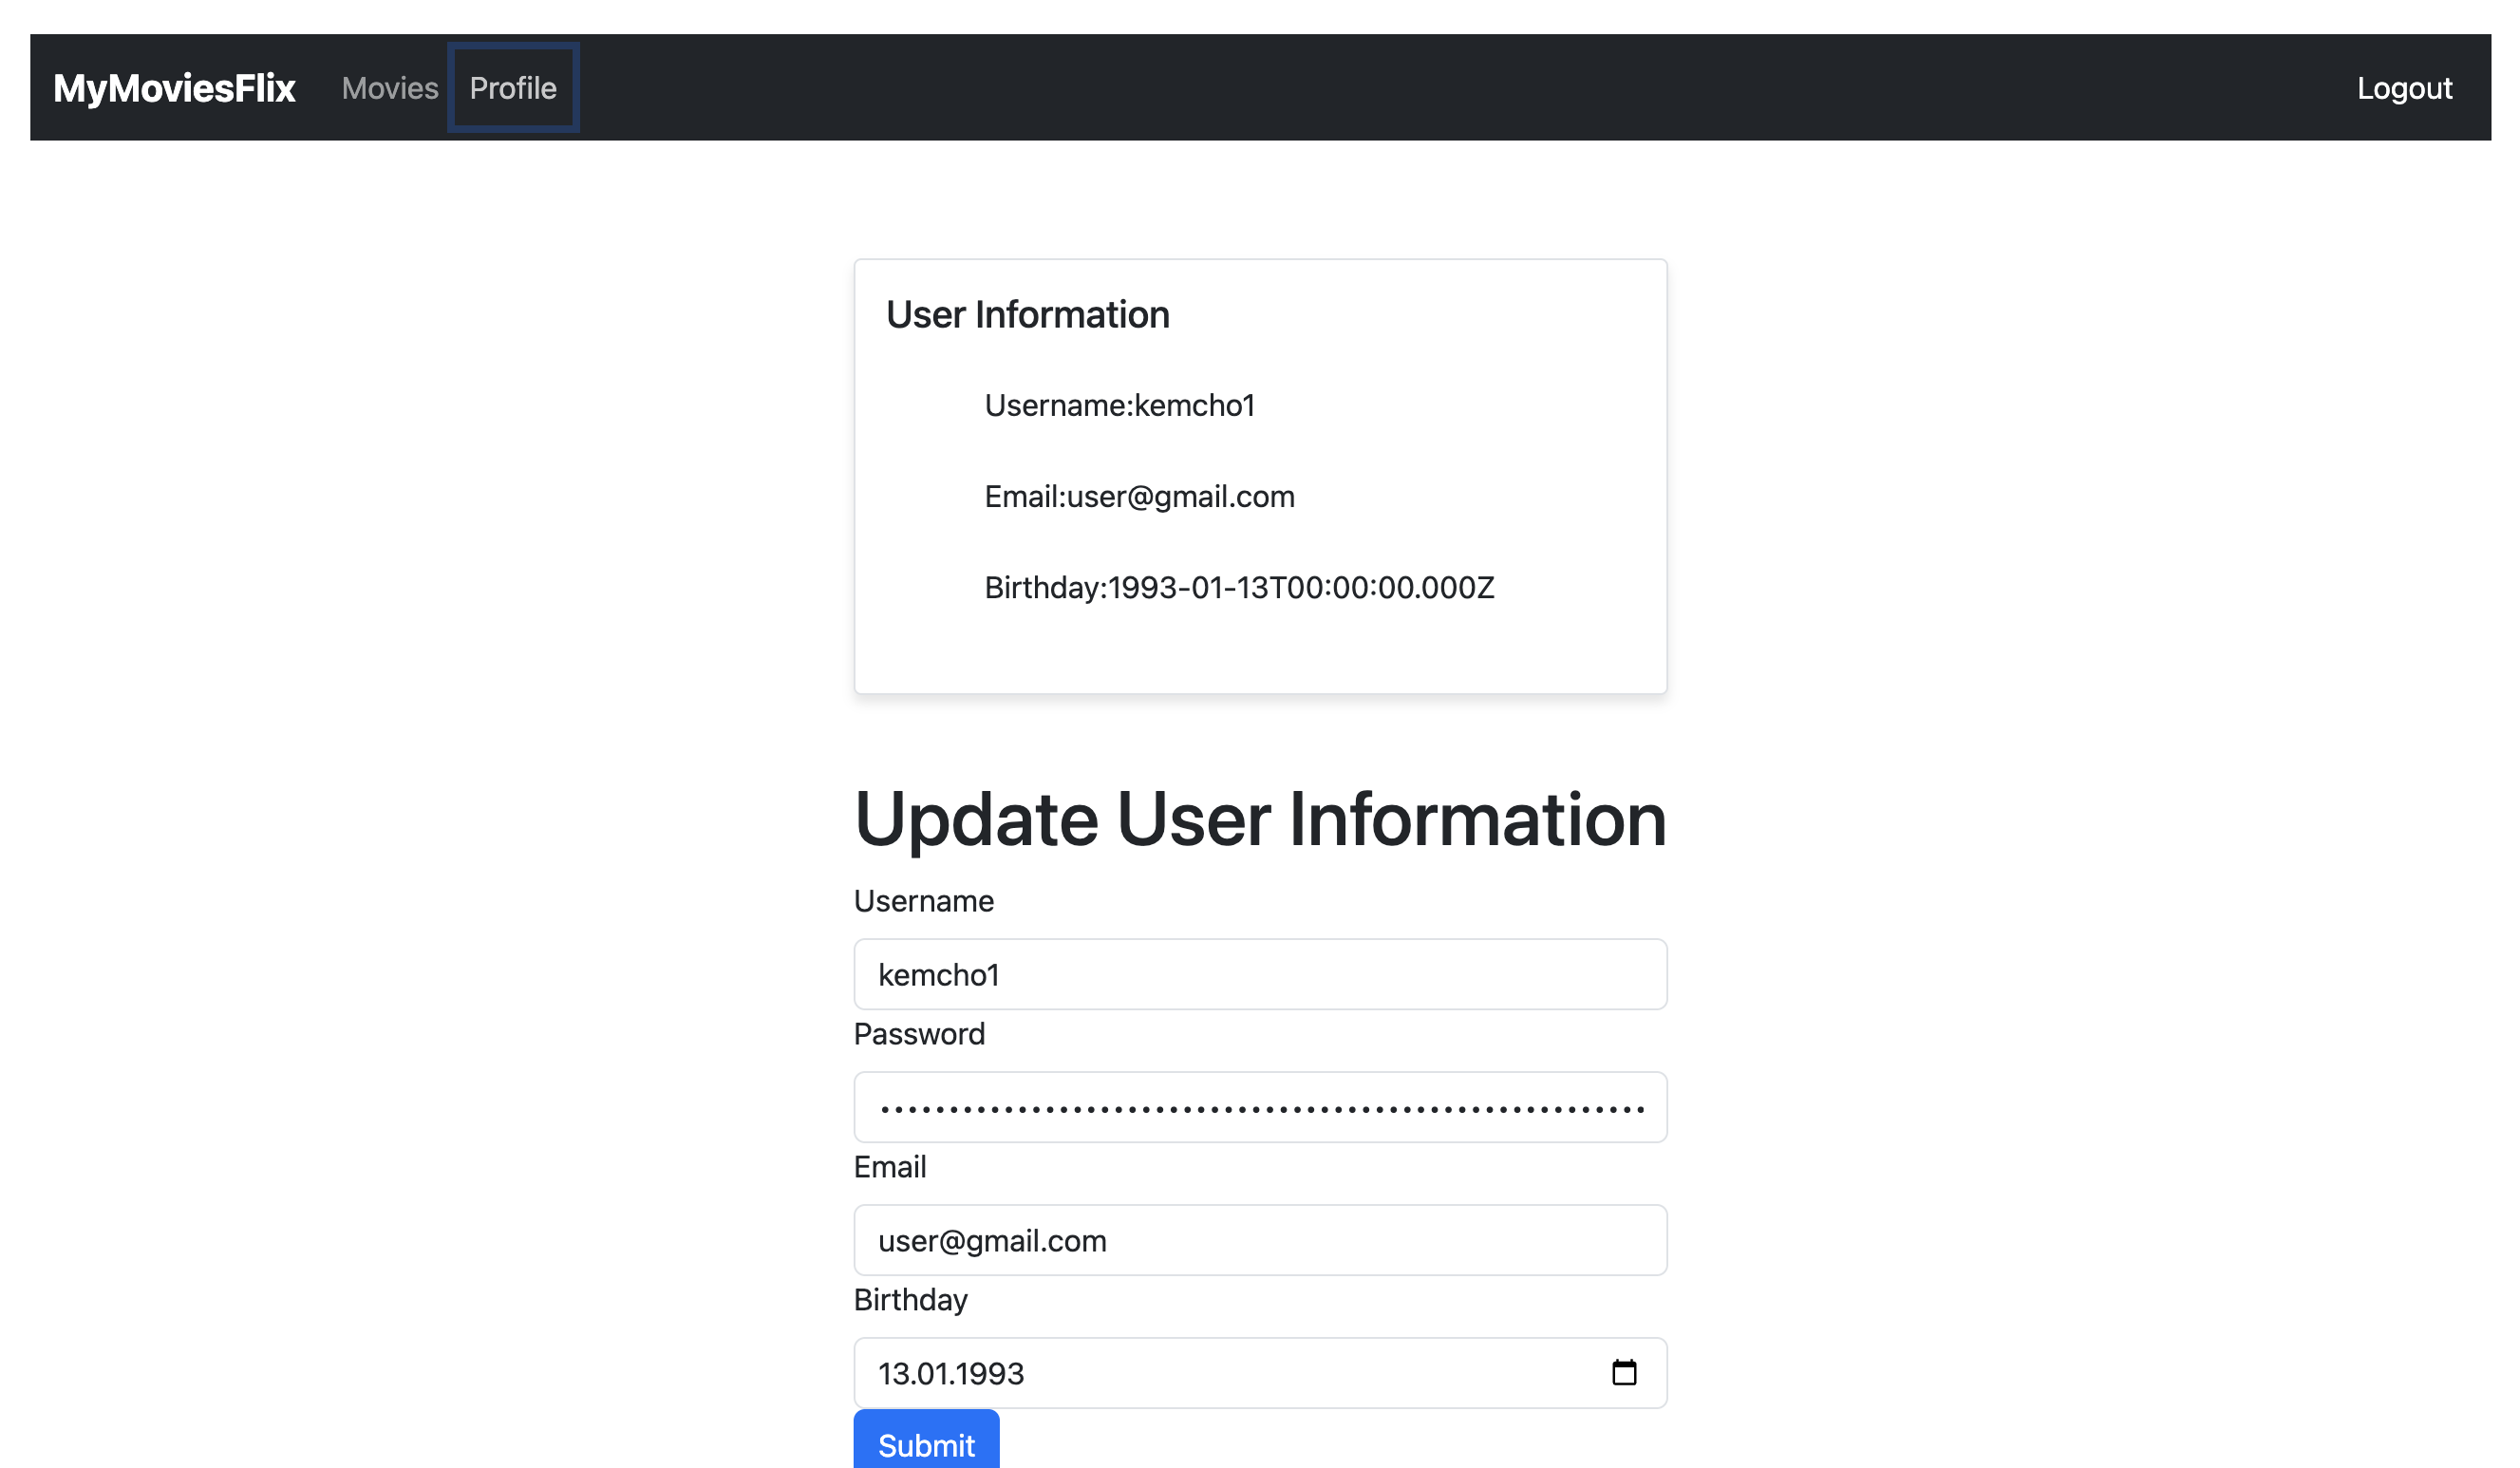 MyMoviesFlix Movies Profile Logout
User Information
Username:kemcho1
Email:user@gmail.com
Birthday:1993-01-13T00:00:00.000Z
Update User Information
Username
kemcho1
Password
Email
user@gmail.com
Birthday
13.01.1993
Submit